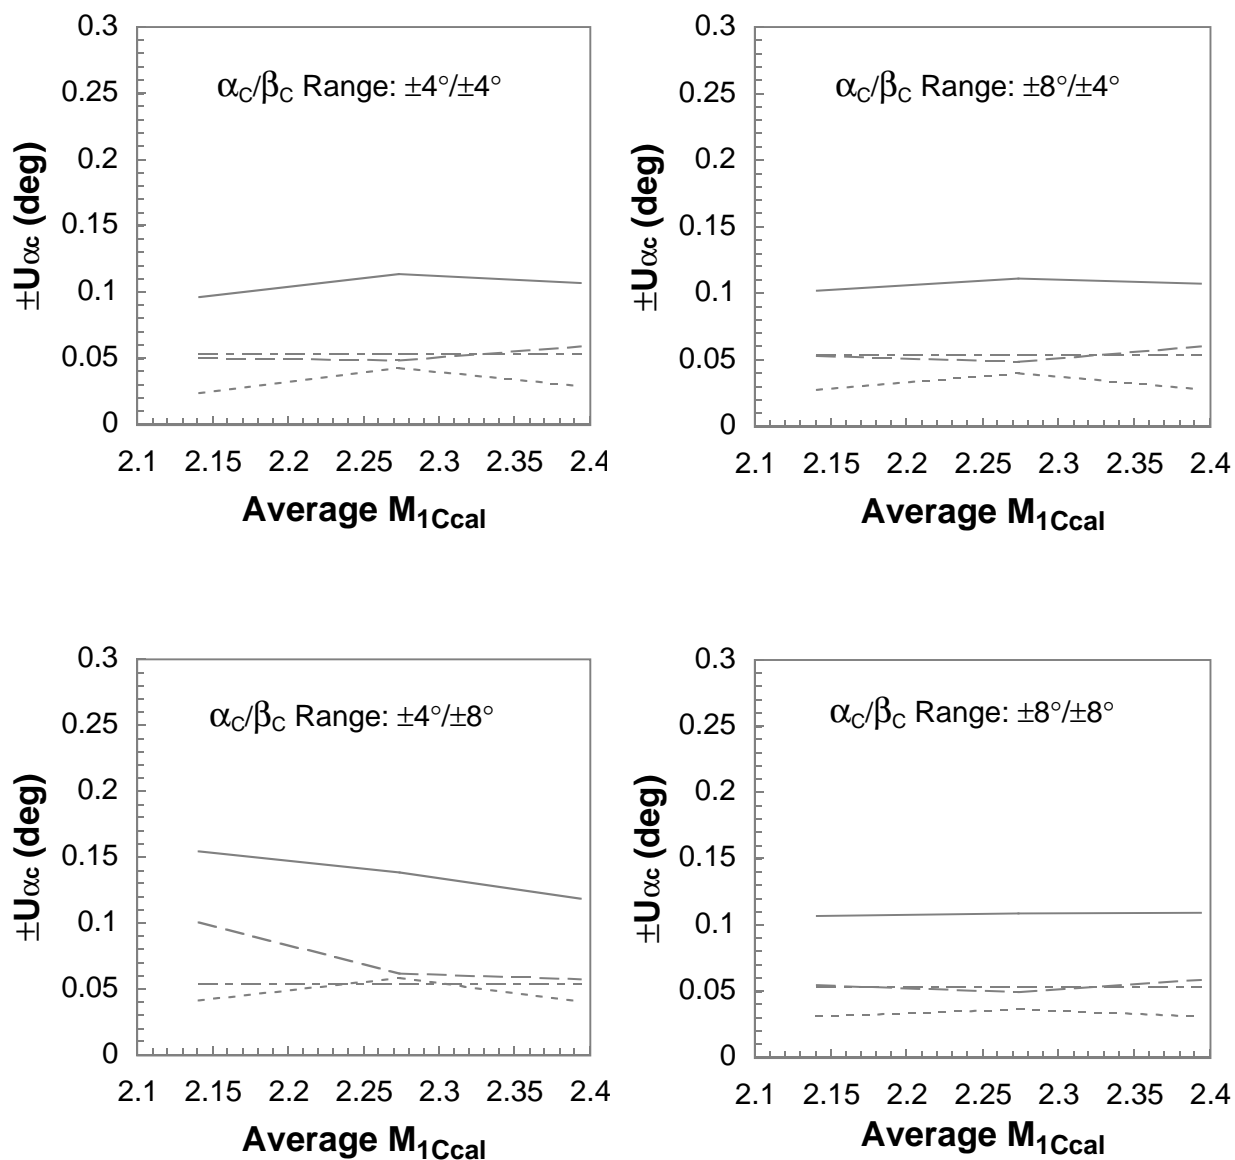 0.3
0.25
0.2
0.15
0.1
0.05
0
±Uαc (deg)
αC/βC Range: ±4°/±4°
2.1 2.15 2.2 2.25 2.3 2.35 2.4
Average M1Ccal
0.3
0.25
0.2
0.15
0.1
0.05
0
±Uαc (deg)
αC/βC Range: ±8°/±4°
2.1 2.15 2.2 2.25 2.3 2.35 2.4
Average M1Ccal
0.3
0.25
0.2
0.15
0.1
0.05
0
±Uαc (deg)
αC/βC Range: ±4°/±8°
2.1 2.15 2.2 2.25 2.3 2.35 2.4
Average M1Ccal
0.3
0.25
0.2
0.15
0.1
0.05
0
±Uαc (deg)
αC/βC Range: ±8°/±8°
2.1 2.15 2.2 2.25 2.3 2.35 2.4
Average M1Ccal